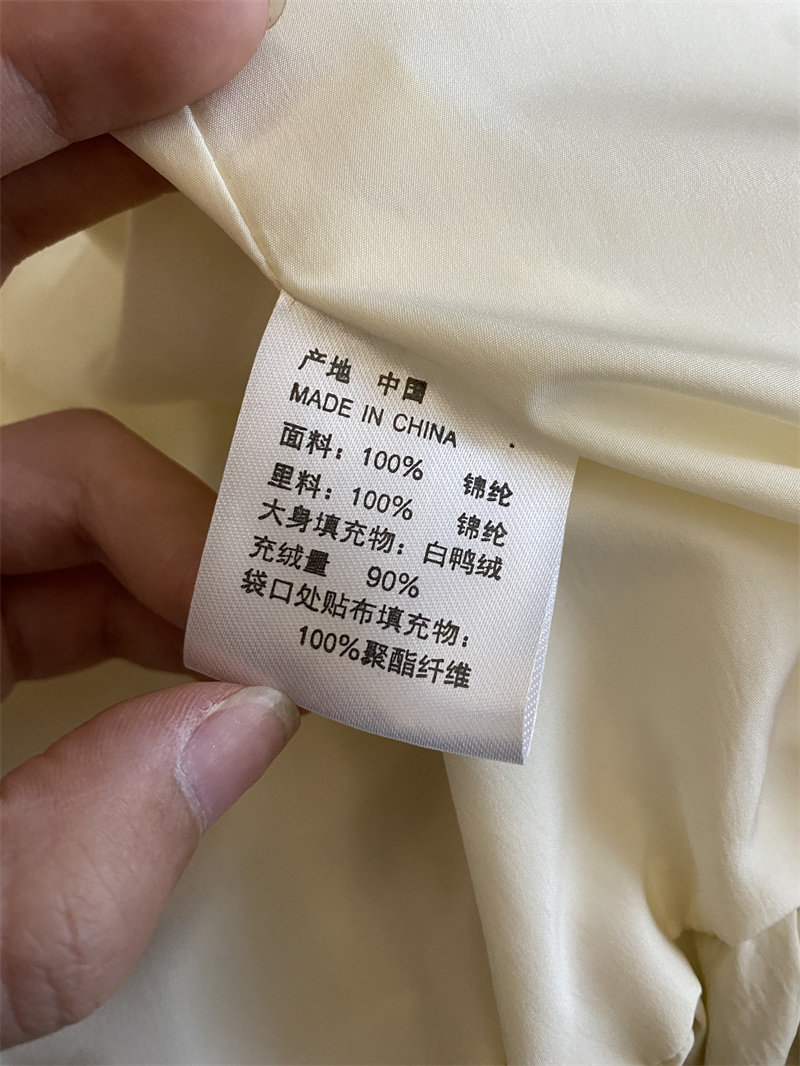 产地 中国
MADE IN CHINA
面料：100% 锦纶
里料：100% 锦纶
大身填充物：白鸭绒
充绒量 90%
袋口处贴布填充物：
100%聚酯纤维